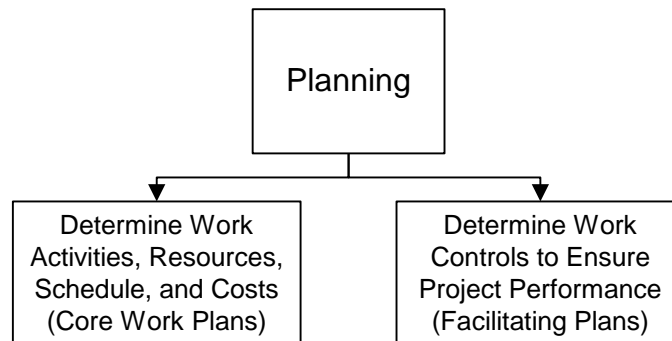 Planning
Determine Work
Activities, Resources,
Schedule, and Costs
(Core Work Plans)
Determine Work
Controls to Ensure
Project Performance
(Facilitating Plans)